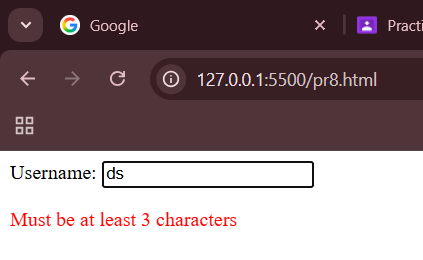 Google
Practi
127.0.0.1:5500/pr8.html
Username: ds
Must be at least 3 characters